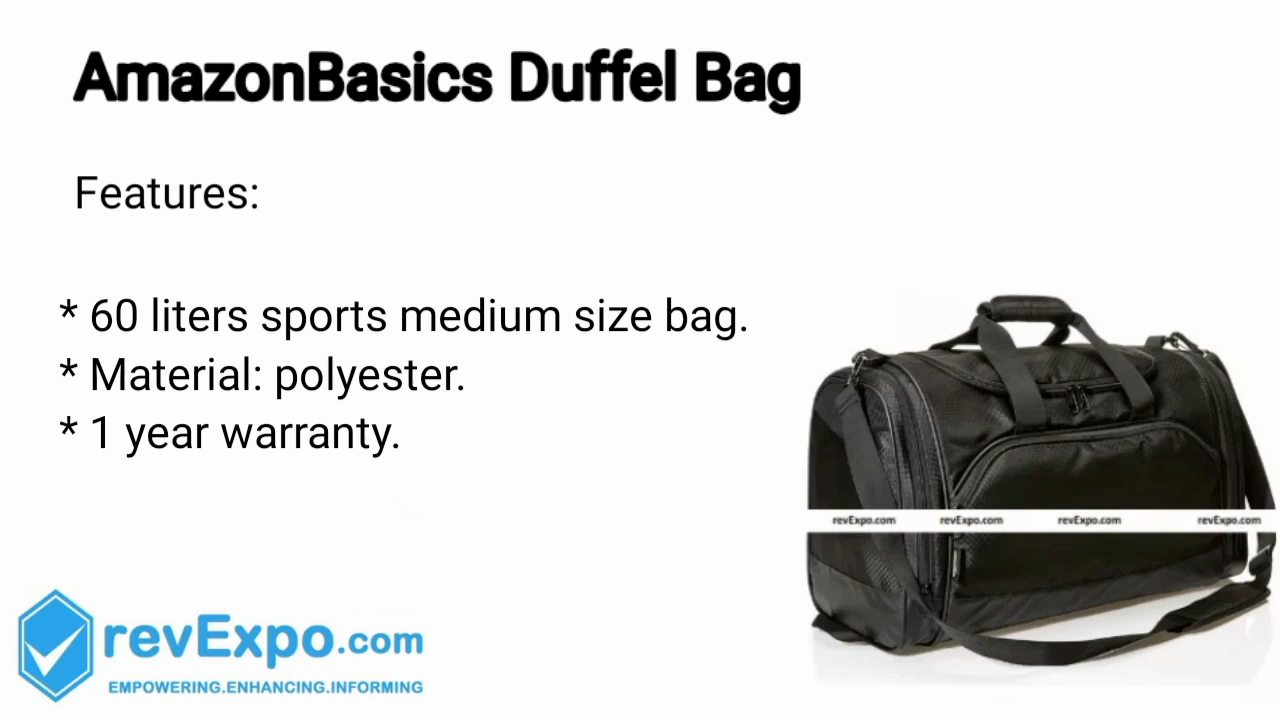 AmazonBasics Duffel Bag
Features:
* 60 liters sports medium size bag.
* Material: polyester.
* 1 year warranty.
revExpo.com revExpo.com revExpo.com revExpo.com
revExpo.com
EMPOWERING.ENHANCING.INFORMING